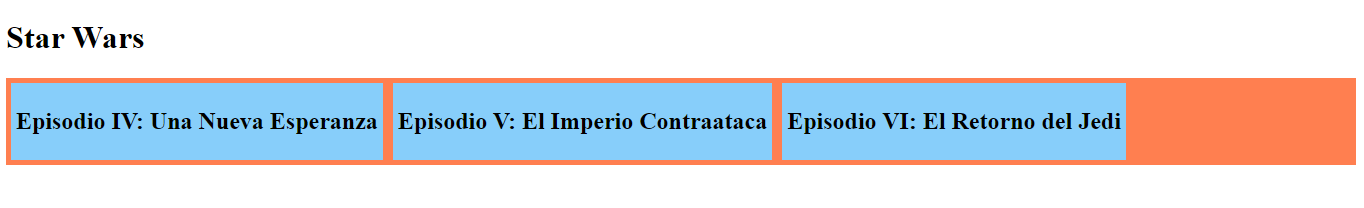 Star Wars
Episodio IV: Una Nueva Esperanza
Episodio V: El Imperio Contraataca
Episodio VI: El Retorno del Jedi